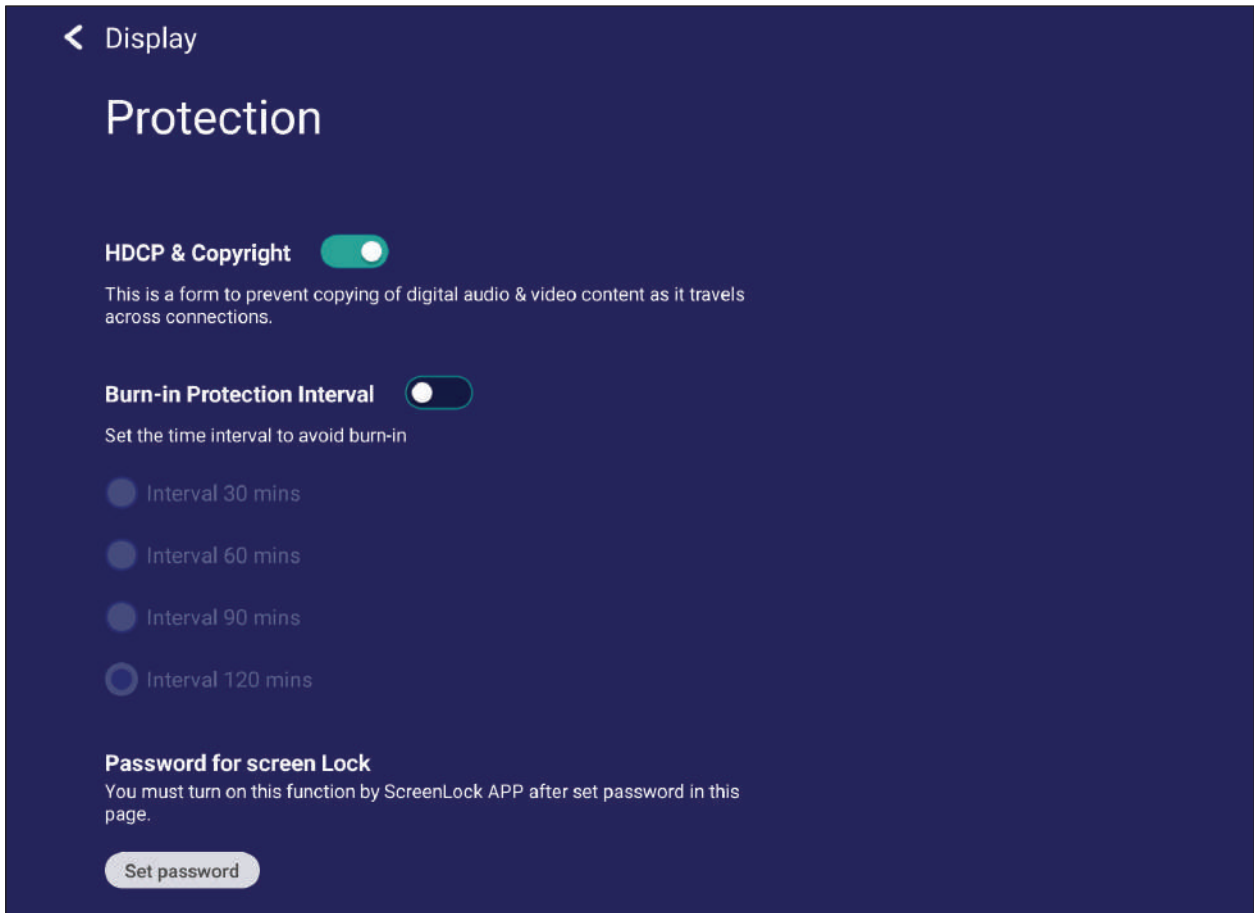 Display
Protection
HDCP & Copyright
This is a form to prevent copying of digital audio & video content as it travels
across connections.
Burn-in Protection Interval
Set the time interval to avoid burn-in
Interval 30 mins
Interval 60 mins
Interval 90 mins
Interval 120 mins
Password for screen Lock
You must turn on this function by ScreenLock APP after set password in this
page.
Set password